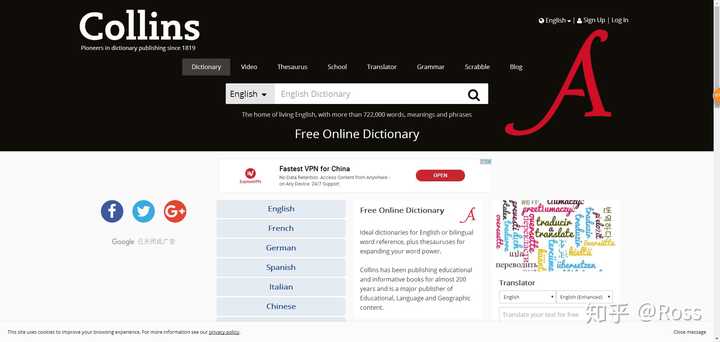 Collins
Pioneers in dictionary publishing since 1819
English | Sign Up | Log In
Dictionary Video Thesaurus School Translator Grammar Scrabble Blog
English English Dictionary
The home of living English, with more than 722,000 words, meanings and phrases
Free Online Dictionary
ExpressVPN
Fastest VPN for China
No Data Retention. Access Content from Anywhere -
on Any Device. 24/7 Support
OPEN
Google 已关闭此广告
English
French
German
Spanish
Italian
Chinese
Free Online Dictionary
Ideal dictionaries for English or bilingual
word reference, plus thesauruses for
expanding your word power.
Collins has been publishing educational
and informative books for almost 200
years and is a major publisher of
Educational, Language and Geographic
content.
traducir
translate
übersetzen
Translator
English English (Enhanced)
Translate your text for free
知乎 @Ross
This site uses cookies to improve your browsing experience. For more information see our privacy policy.
Close message